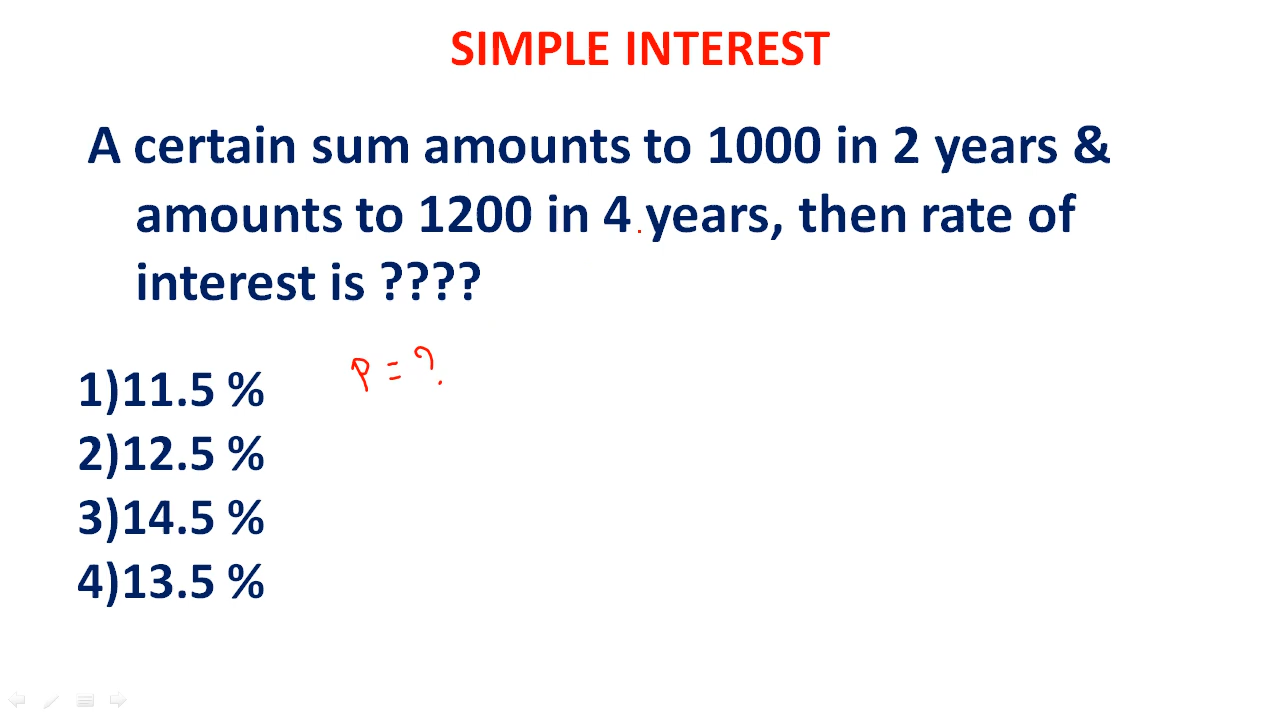 SIMPLE INTEREST
A certain sum amounts to 1000 in 2 years &
amounts to 1200 in 4 years, then rate of
interest is ????
P = ?
1)11.5 %
2)12.5 %
3)14.5 %
4)13.5 %